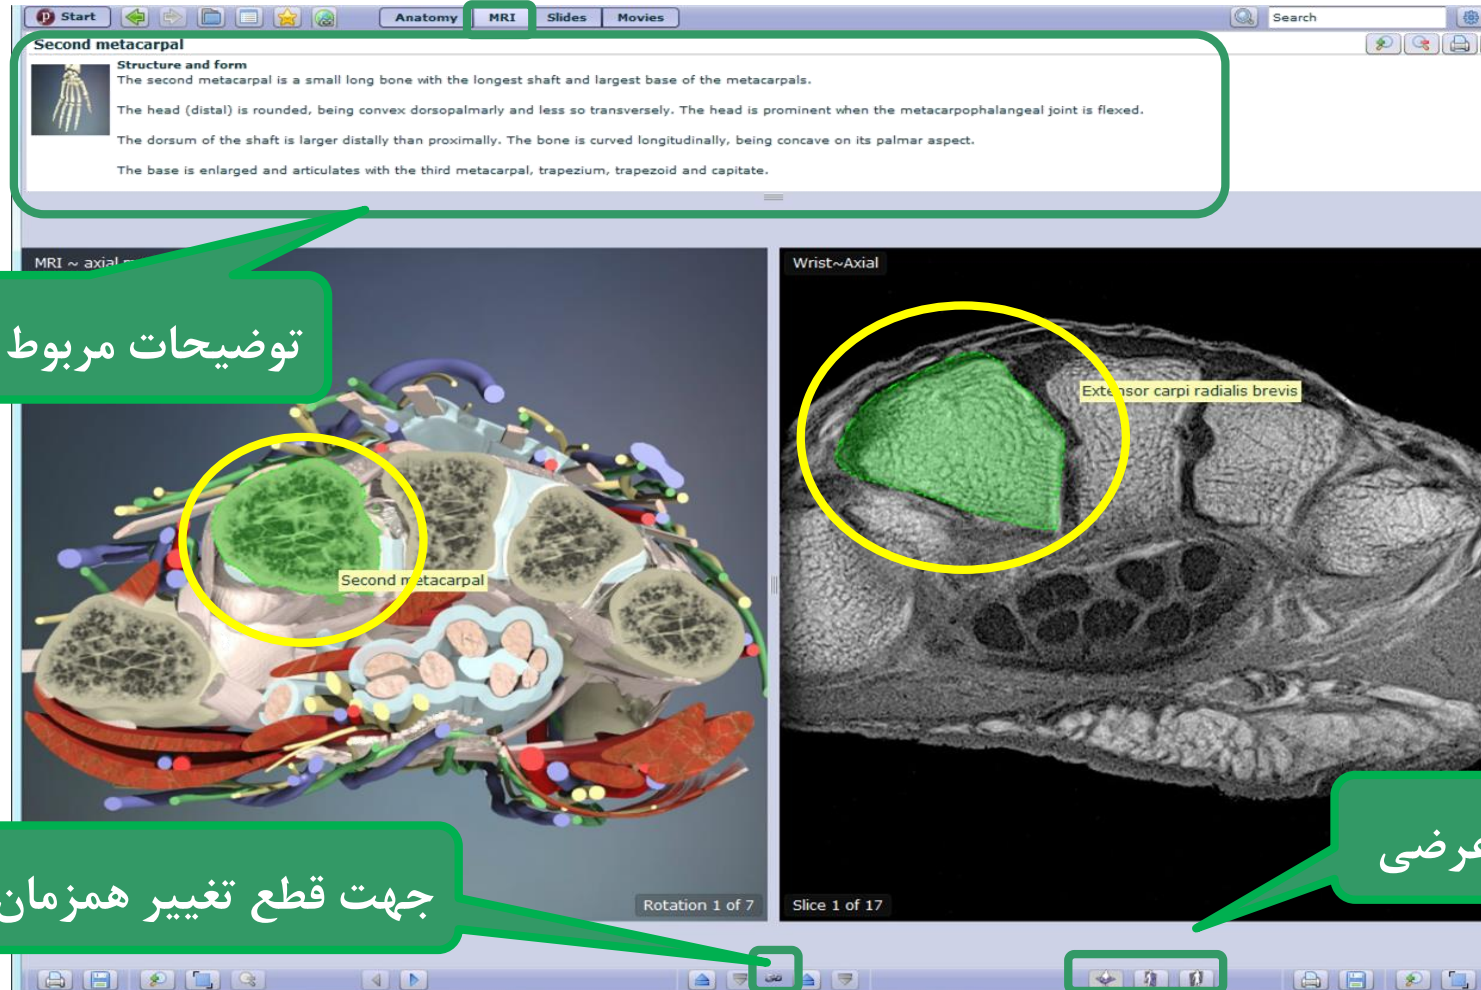 Start
Anatomy MRI Slides Movies
Search
Second metacarpal
Structure and form
The second metacarpal is a small long bone with the longest shaft and largest base of the metacarpals.
The head (distal) is rounded, being convex dorsopalmarly and less so transversely. The head is prominent when the metacarpophalangeal joint is flexed.
The dorsum of the shaft is larger distally than proximally. The bone is curved longitudinally, being concave on its palmar aspect.
The base is enlarged and articulates with the third metacarpal, trapezium, trapezoid and capitate.
MRI ~ axial
Wrist~Axial
توضیحات مربوط
Extensor carpi radialis brevis
Second metacarpal
عرضی
جهت قطع تغییر همزمان
Rotation 1 of 7
Slice 1 of 17